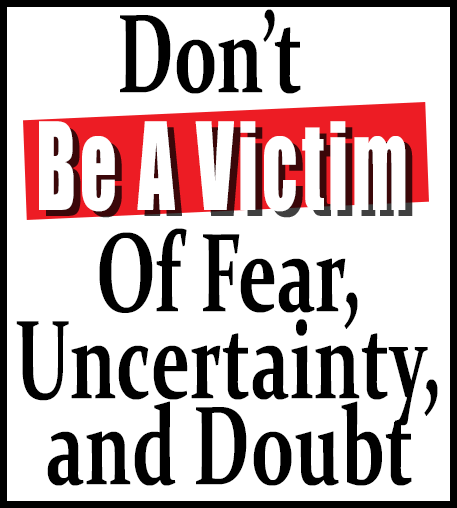 Don’t
Be A Victim
Of Fear,
Uncertainty,
and Doubt